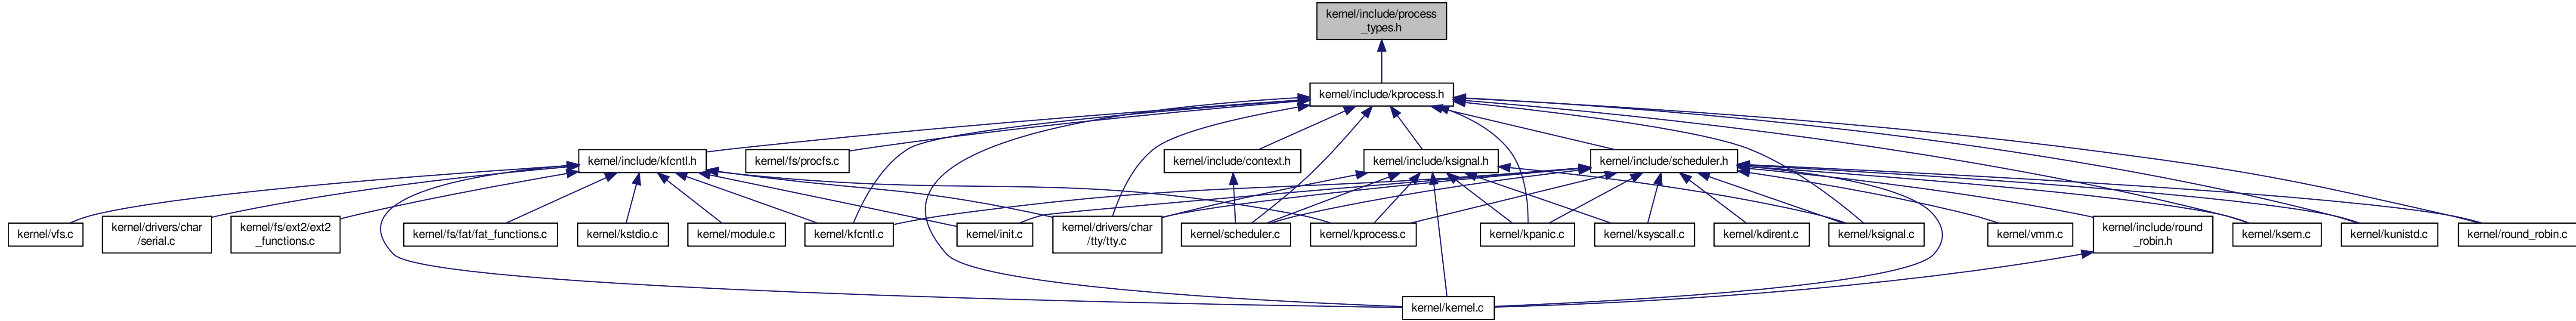 kernel/include/process
_types.h
kernel/include/kprocess.h
kernel/include/kfcntl.h
kernel/fs/procfs.c
kernel/include/context.h
kernel/include/ksignal.h
kernel/include/scheduler.h
kernel/vfs.c
kernel/drivers/char
/serial.c
kernel/fs/ext2/ext2
_functions.c
kernel/fs/fat/fat_functions.c
kernel/kstdio.c
kernel/module.c
kernel/kfcntl.c
kernel/init.c
kernel/drivers/char
/tty/tty.c
kernel/scheduler.c
kernel/kprocess.c
kernel/kpanic.c
kernel/ksyscall.c
kernel/kdirent.c
kernel/ksignal.c
kernel/vmm.c
kernel/include/round
_robin.h
kernel/ksem.c
kernel/kunistd.c
kernel/round_robin.c
kernel/kernel.c